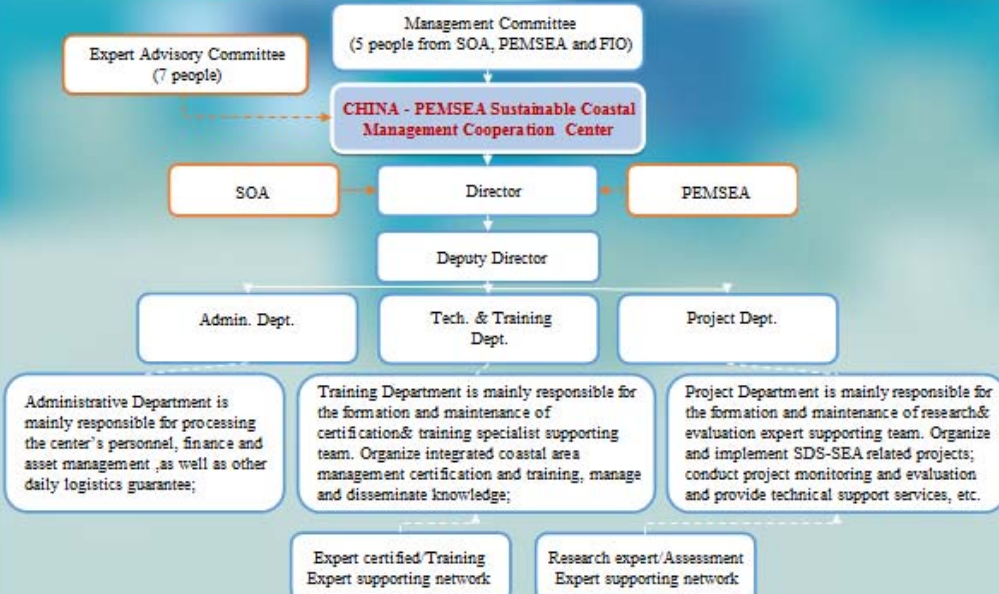 Management Committee
(5 people from SOA, PEMSEA and FIO)
Expert Advisory Committee
(7 people)
CHINA - PEMSEA Sustainable Coastal
Management Cooperation Center
SOA
Director
PEMSEA
Deputy Director
Admin. Dept.
Tech. & Training
Dept.
Project Dept.
Administrative Department is
mainly responsible for processing
the center's personnel, finance and
asset management ,as well as other
daily logistics guarantee;
Training Department is mainly responsible for
the formation and maintenance of
certification& training specialist supporting
team. Organize integrated coastal area
management certification and training, manage
and disseminate knowledge;
Project Department is mainly responsible for
the formation and maintenance of research&
evaluation expert supporting team. Organize
and implement SDS-SEA related projects;
conduct project monitoring and evaluation
and provide technical support services, etc.
Expert certified/Training
Expert supporting network
Research expert/Assessment
Expert supporting network